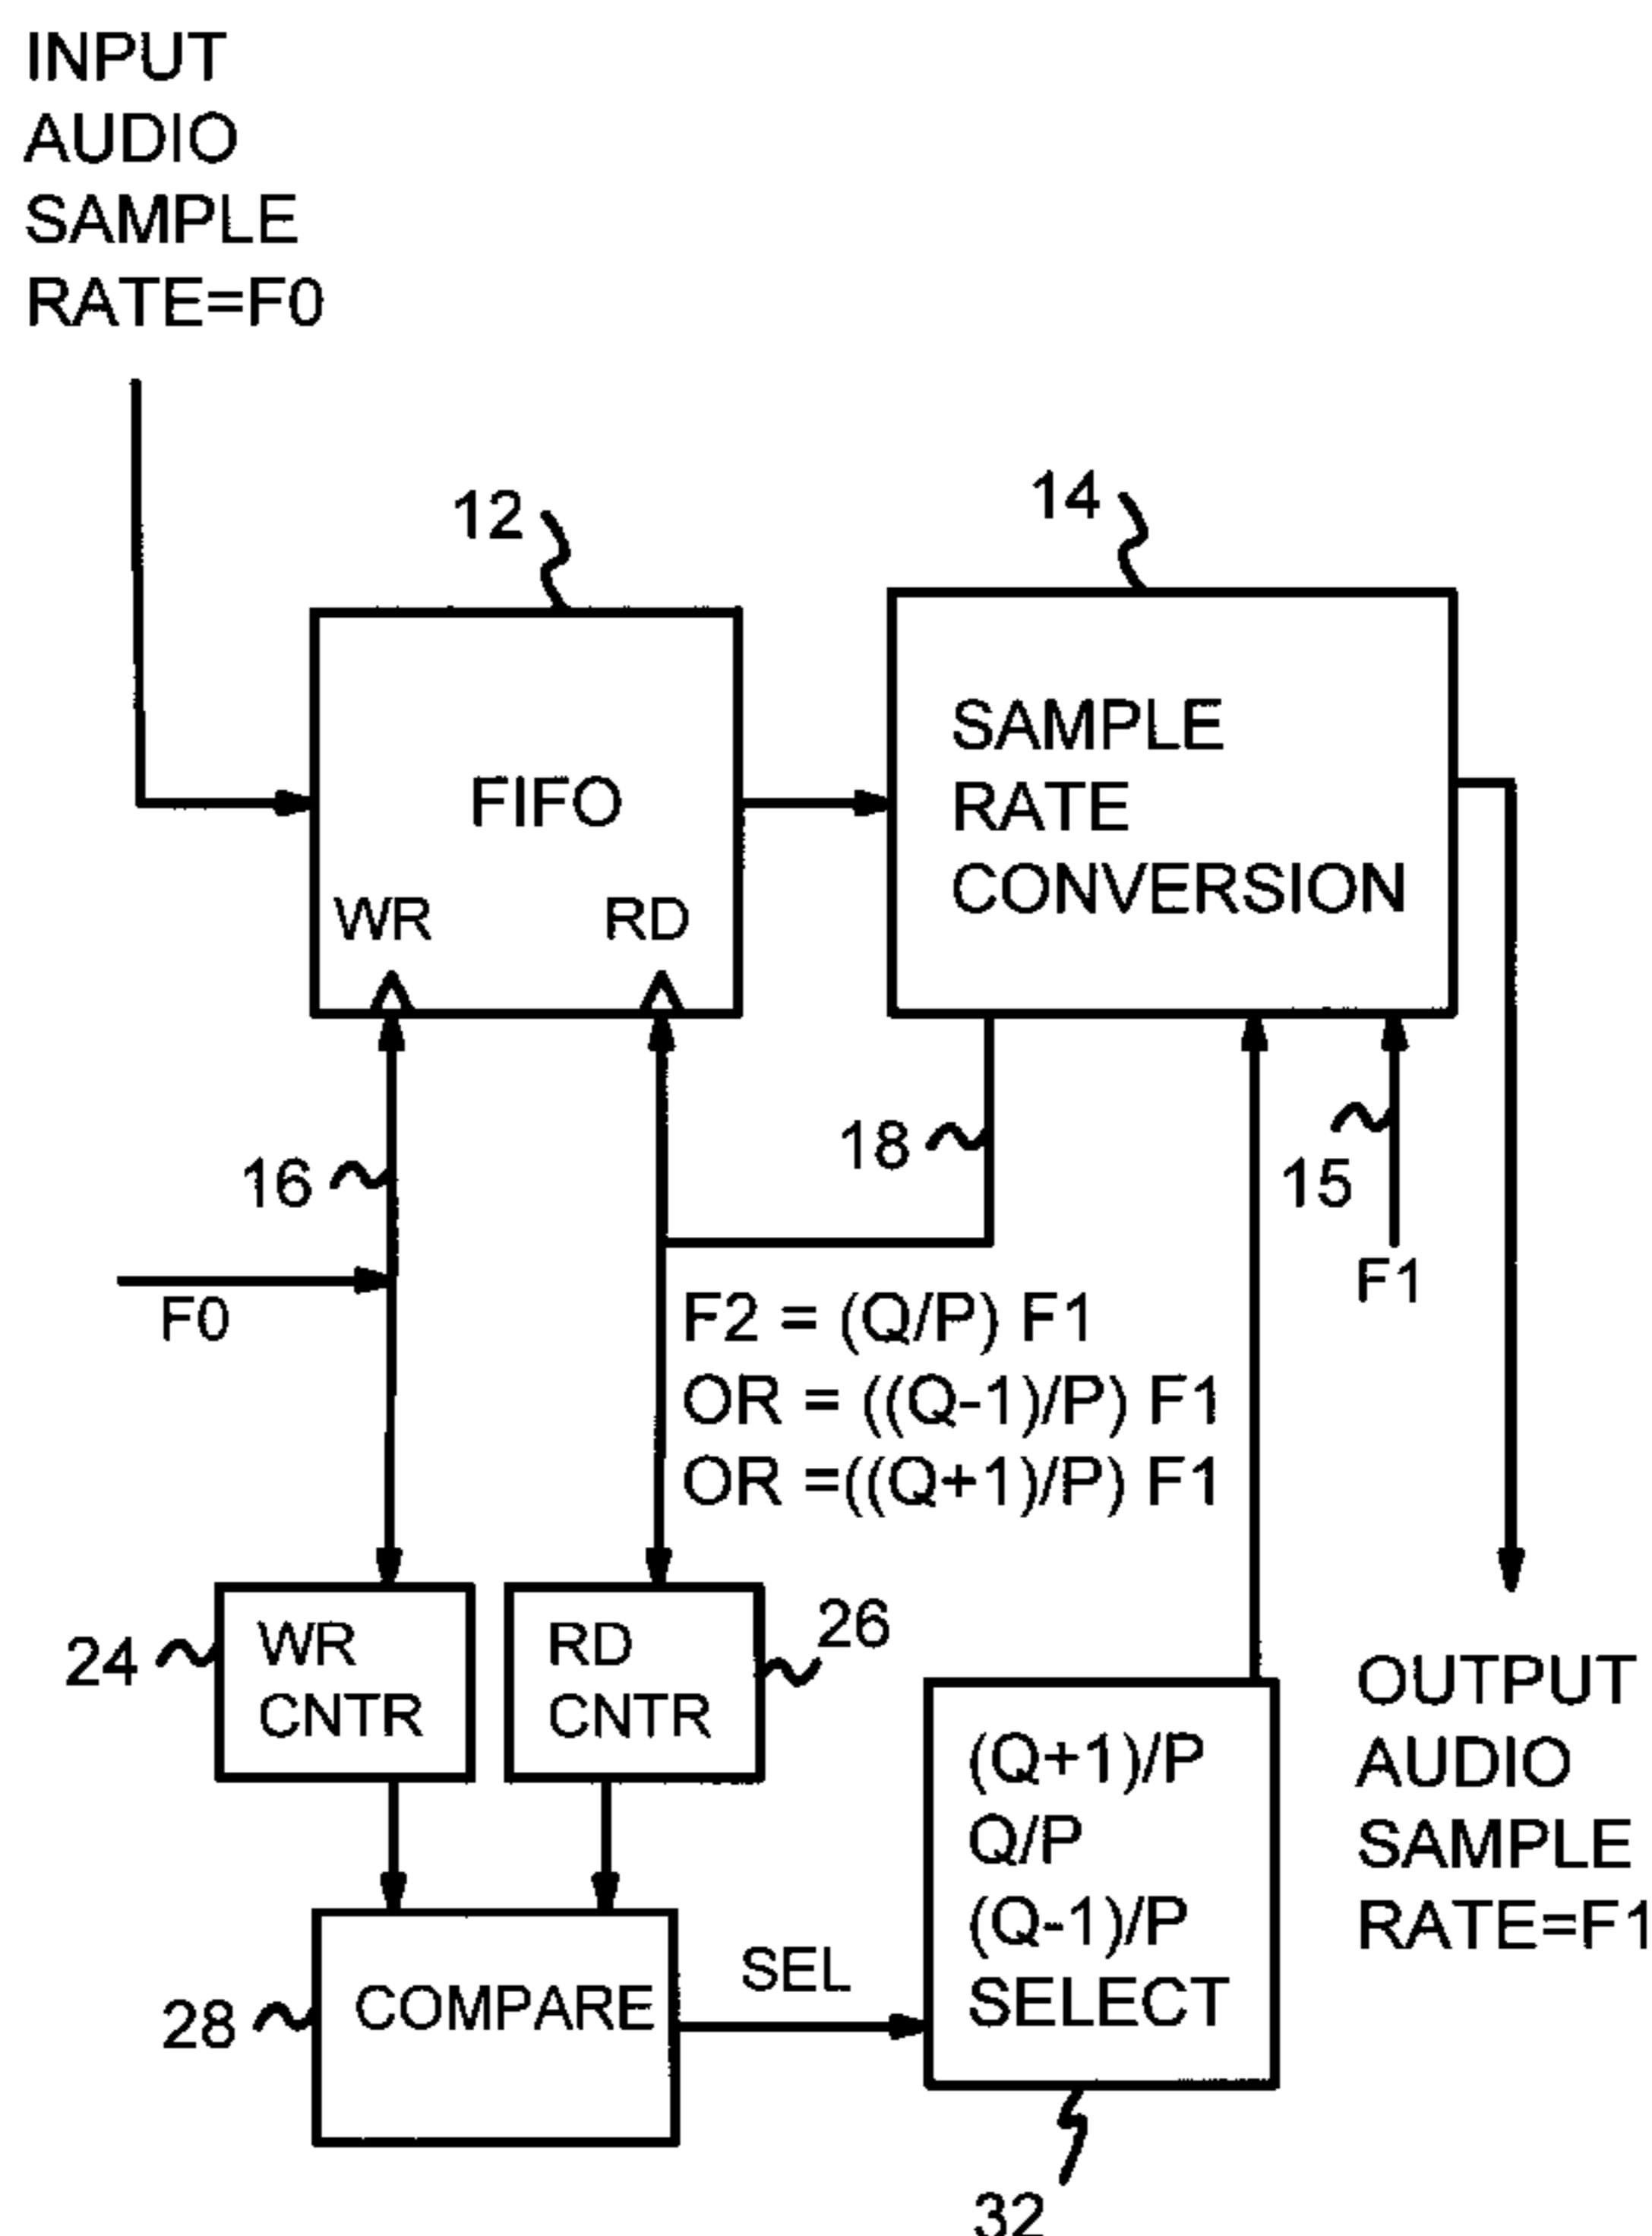 INPUT
AUDIO
SAMPLE
RATE=F0
12
14
FIFO
WR
RD
SAMPLE
RATE
CONVERSION
16
18
15
F0
F1
F2 = (Q/P) F1
OR = ((Q-1)/P) F1
OR =((Q+1)/P) F1
24
WR
CNTR
RD
CNTR
26
(Q+1)/P
Q/P
(Q-1)/P
SELECT
OUTPUT
AUDIO
SAMPLE
RATE=F1
28
COMPARE
SEL
32